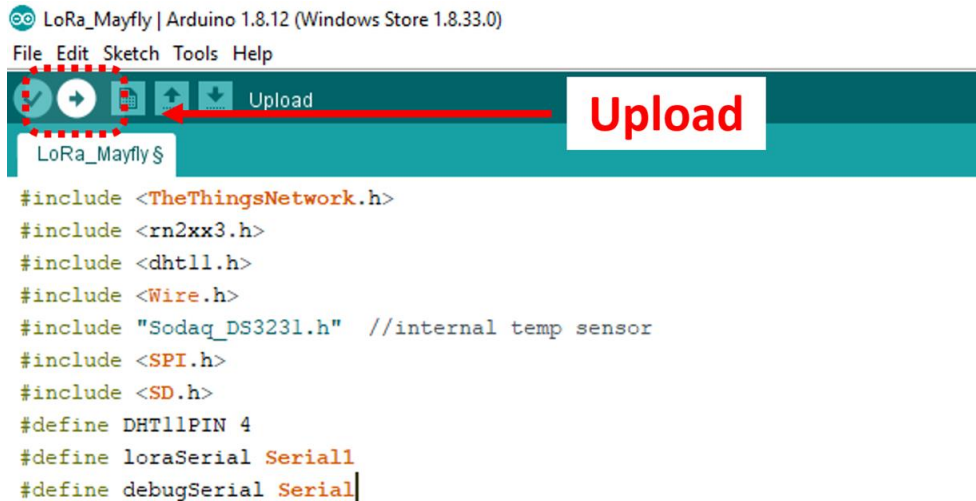 LoRa_Mayfly | Arduino 1.8.12 (Windows Store 1.8.33.0)
File Edit Sketch Tools Help
Upload
Upload
LoRa_Mayfly §
#include <TheThingsNetwork.h>
#include <rn2xx3.h>
#include <dht11.h>
#include <Wire.h>
#include "Sodaq_DS3231.h" //internal temp sensor
#include <SPI.h>
#include <SD.h>
#define DHT11PIN 4
#define loraSerial Serial1
#define debugSerial Serial